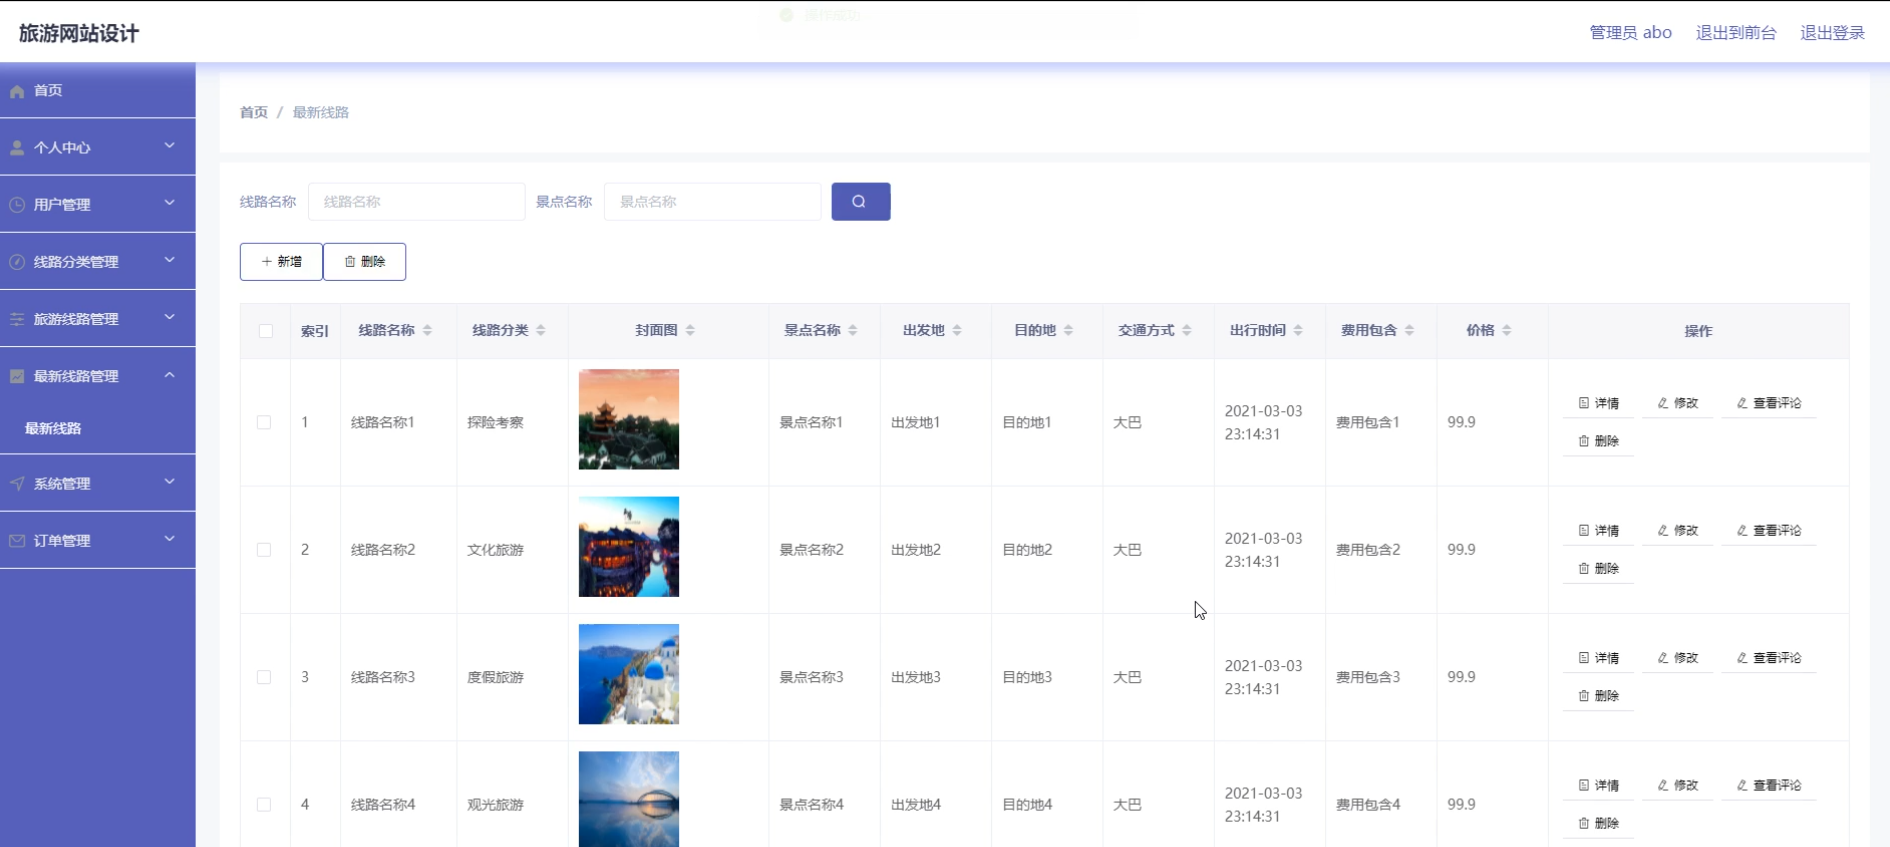 操作成功
旅游网站设计
管理员 abo 退出到前台 退出登录
首页
个人中心
用户管理
线路分类管理
旅游线路管理
最新线路管理
最新线路
系统管理
订单管理
首页 / 最新线路
线路名称 线路名称 景点名称 景点名称
新增 删除
索引 线路名称 线路分类 封面图 景点名称 出发地 目的地 交通方式 出行时间 费用包含 价格 操作
1 线路名称1 探险考察 景点名称1 出发地1 目的地1 大巴 2021-03-03 23:14:31 费用包含1 99.9 详情 修改 查看评论 删除
2 线路名称2 文化旅游 景点名称2 出发地2 目的地2 大巴 2021-03-03 23:14:31 费用包含2 99.9 详情 修改 查看评论 删除
3 线路名称3 度假旅游 景点名称3 出发地3 目的地3 大巴 2021-03-03 23:14:31 费用包含3 99.9 详情 修改 查看评论 删除
4 线路名称4 观光旅游 景点名称4 出发地4 目的地4 大巴 2021-03-03 23:14:31 费用包含4 99.9 详情 修改 查看评论 删除